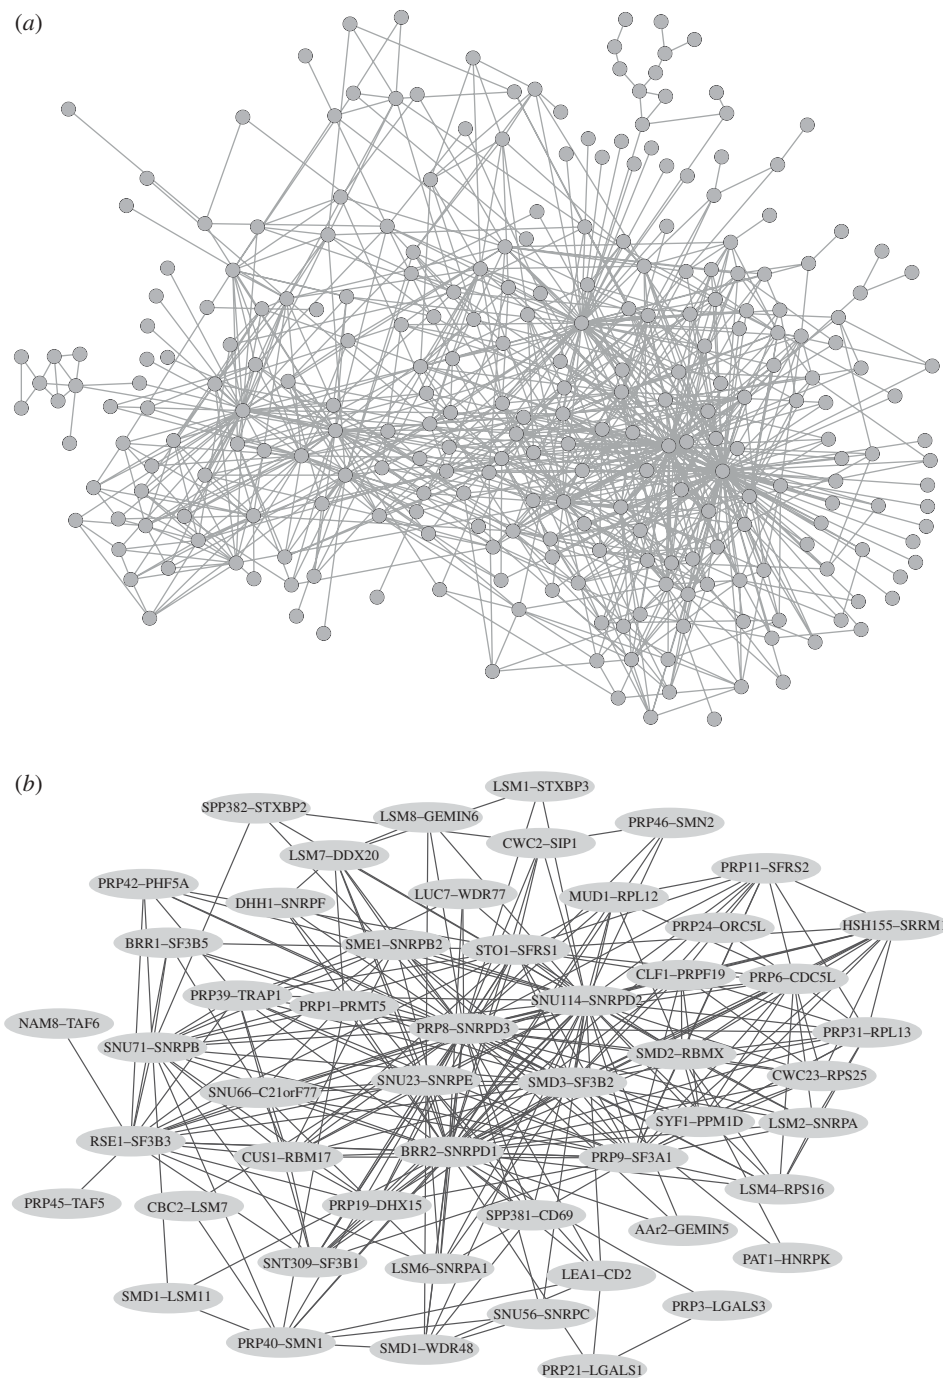 (a)
(b)
LSM1–STXBP3
SPP382–STXBP2
LSM8–GEMIN6
PRP46–SMN2
CWC2–SIP1
LSM7–DDX20
PRP11–SFRS2
PRP42–PHF5A
DHH1–SNRPF
LUC7–WDR77
MUD1–RPL12
PRP24–ORC5L
HSH155–SRRM1
BRR1–SF3B5
SME1–SNRPB2
STO1–SFRS1
CLF1–PRPF19
PRP6–CDC5L
PRP39–TRAP1
PRP1–PRMT5
SNU114–SNRPD2
NAM8–TAF6
PRP8–SNRPD3
PRP31–RPL13
SNU71–SNRPB
SMD2–RBMX
CWC23–RPS25
SNU66–C21orF77
SNU23–SNRPE
SMD3–SF3B2
SYF1–PPM1D
LSM2–SNRPA
RSE1–SF3B3
CUS1–RBM17
BRR2–SNRPD1
PRP9–SF3A1
LSM4–RPS16
PRP45–TAF5
CBC2–LSM7
PRP19–DHX15
SPP381–CD69
AAr2–GEMIN5
PAT1–HNRPK
SNT309–SF3B1
LSM6–SNRPA1
LEA1–CD2
SMD1–LSM11
PRP3–LGALS3
SNU56–SNRPC
PRP40–SMN1
SMD1–WDR48
PRP21–LGALS1